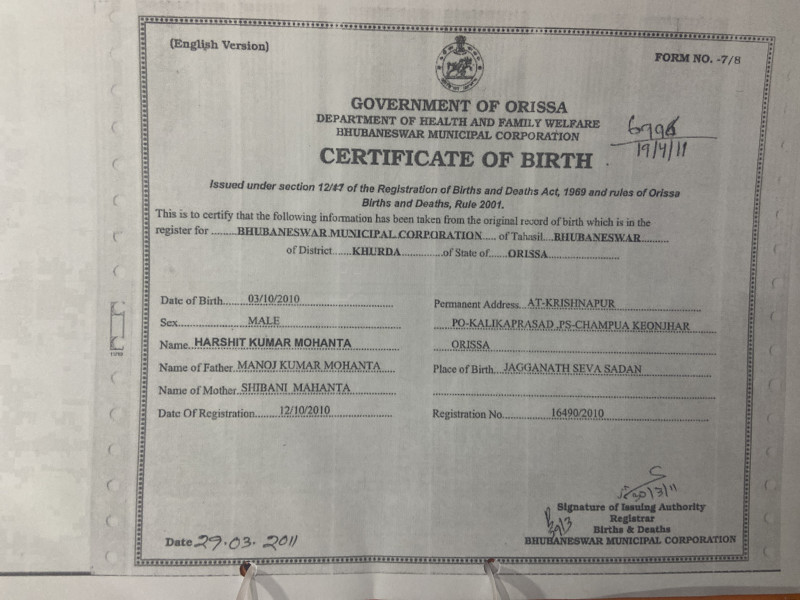 (English Version)
FORM NO. -7/8
GOVERNMENT OF ORISSA
DEPARTMENT OF HEALTH AND FAMILY WELFARE
BHUBANESWAR MUNICIPAL CORPORATION
19/4/11
CERTIFICATE OF BIRTH
Issued under section 12/17 of the Registration of Births and Deaths Act, 1969 and rules of Orissa
Births and Deaths, Rule 2001.
This is to certify that the following information has been taken from the original record of birth which is in the
register for .........BHUBANESWAR MUNICIPAL CORPORATION..... of Tahasil...BHUBANESWAR.........
of District......KHURDA..............of State of......ORISSA.......................
Date of Birth.......03/10/2010...........................
Sex..................MALE...............................
Name. HARSHIT KUMAR MOHANTA
Name of Father.MANOJ KUMAR MOHANTA....
Name of Mother.SHIBANI MAHANTA............
Date Of Registration.......12/10/2010..................
Permanent Address...AT-KRISHNAPUR
PO-KALIKAPRASAD ,PS-CHAMPUA KEONJHAR
ORISSA
Place of Birth...JAGGANATH SEVA SADAN
Registration No..............16490/2010
30/3/11
Signature of Issuing Authority
Registrar
Births & Deaths
BHUBANESWAR MUNICIPAL CORPORATION
Date 29.03.2011